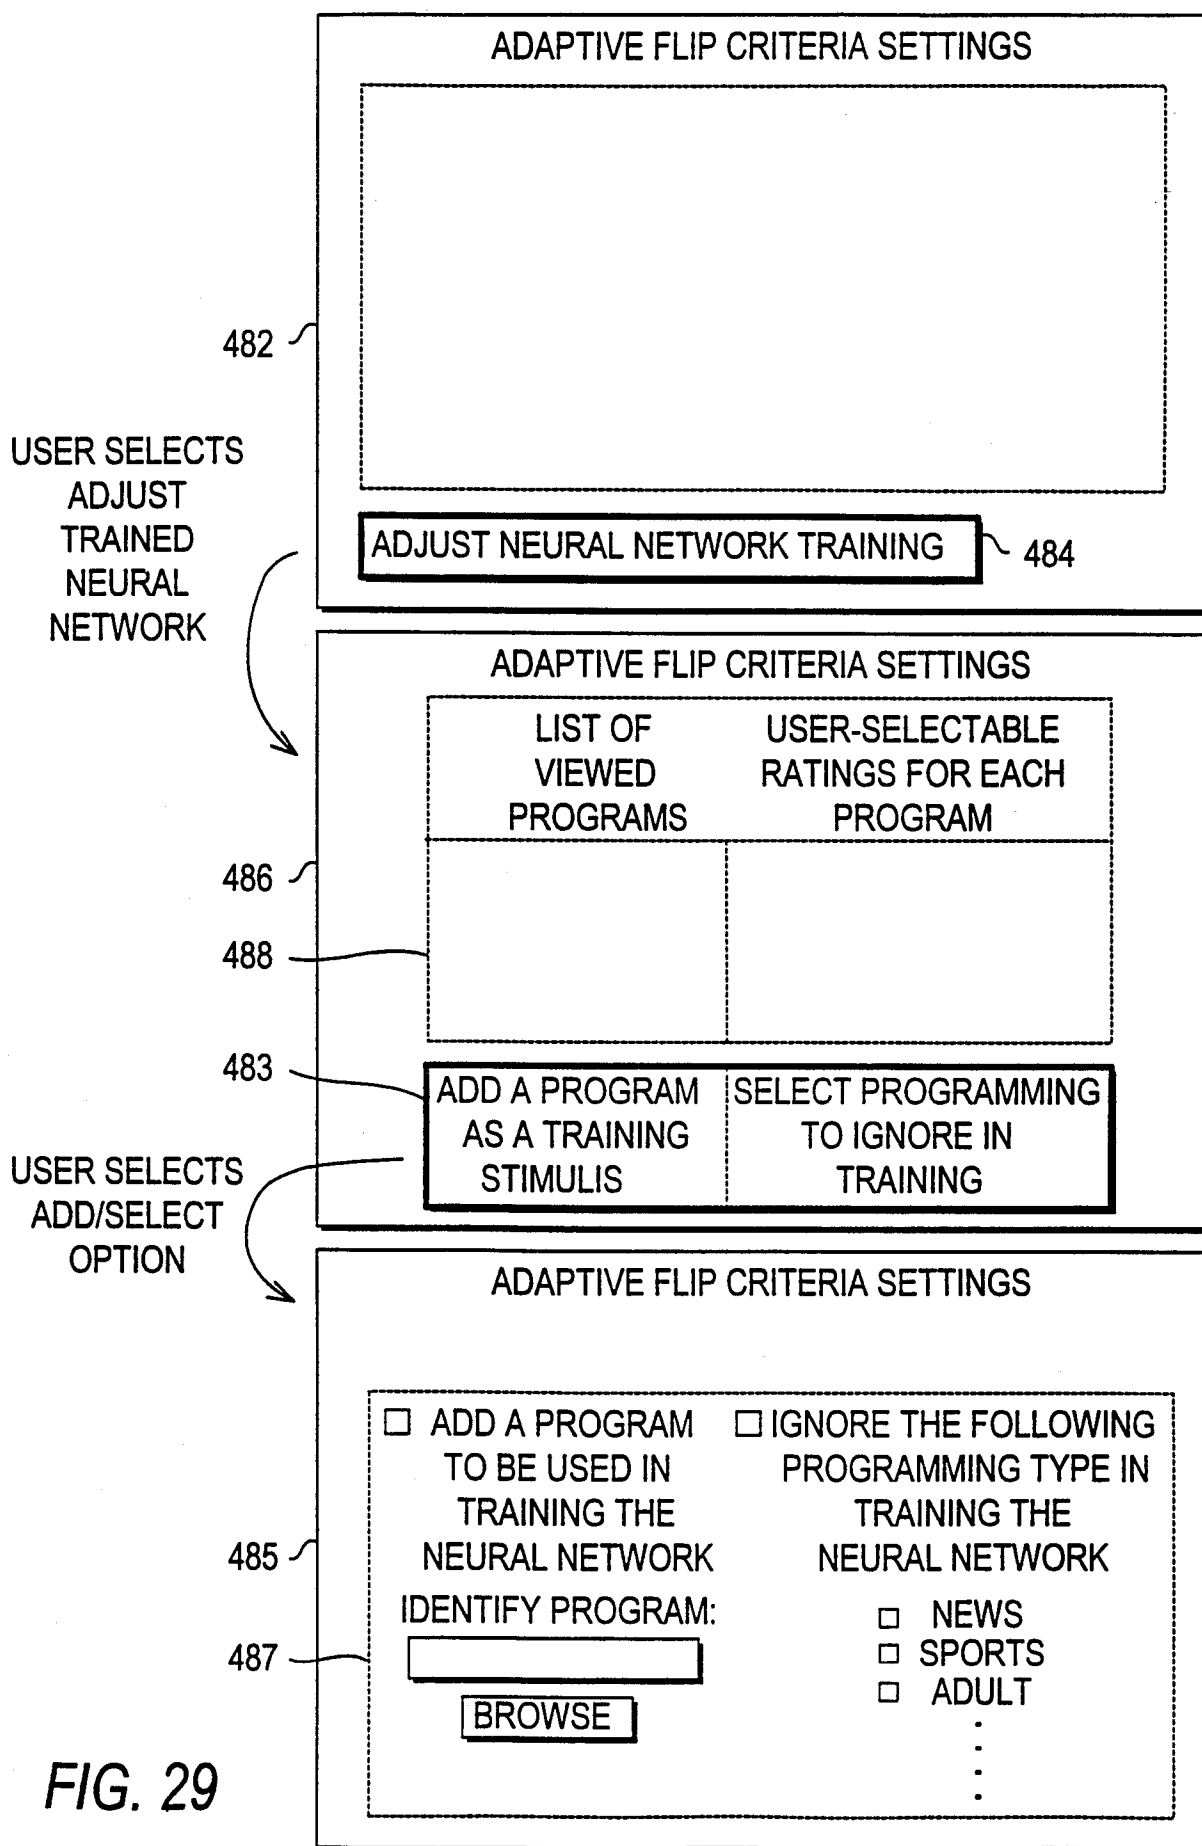 ADAPTIVE FLIP CRITERIA SETTINGS
482
USER SELECTS
ADJUST
TRAINED
NEURAL
NETWORK
ADJUST NEURAL NETWORK TRAINING
484
ADAPTIVE FLIP CRITERIA SETTINGS
LIST OF
VIEWED
PROGRAMS
USER-SELECTABLE
RATINGS FOR EACH
PROGRAM
486
488
483
ADD A PROGRAM
AS A TRAINING
STIMULIS
SELECT PROGRAMMING
TO IGNORE IN
TRAINING
USER SELECTS
ADD/SELECT
OPTION
ADAPTIVE FLIP CRITERIA SETTINGS
ADD A PROGRAM
TO BE USED IN
TRAINING THE
NEURAL NETWORK
IDENTIFY PROGRAM:
BROWSE
IGNORE THE FOLLOWING
PROGRAMMING TYPE IN
TRAINING THE
NEURAL NETWORK
NEWS
SPORTS
ADULT
485
487
FIG. 29